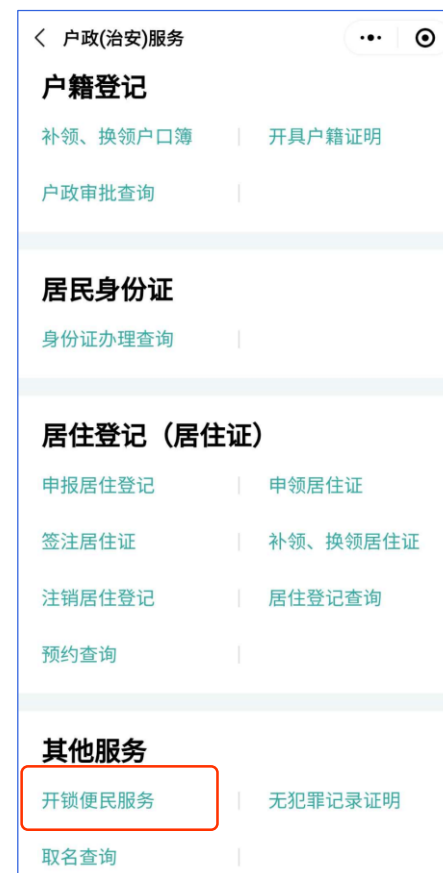 户政(治安)服务
户籍登记
补领、换领户口簿 开具户籍证明
户政审批查询
居民身份证
身份证办理查询
居住登记（居住证）
申报居住登记 申领居住证
签注居住证 补领、换领居住证
注销居住登记 居住登记查询
预约查询
其他服务
开锁便民服务 无犯罪记录证明
取名查询